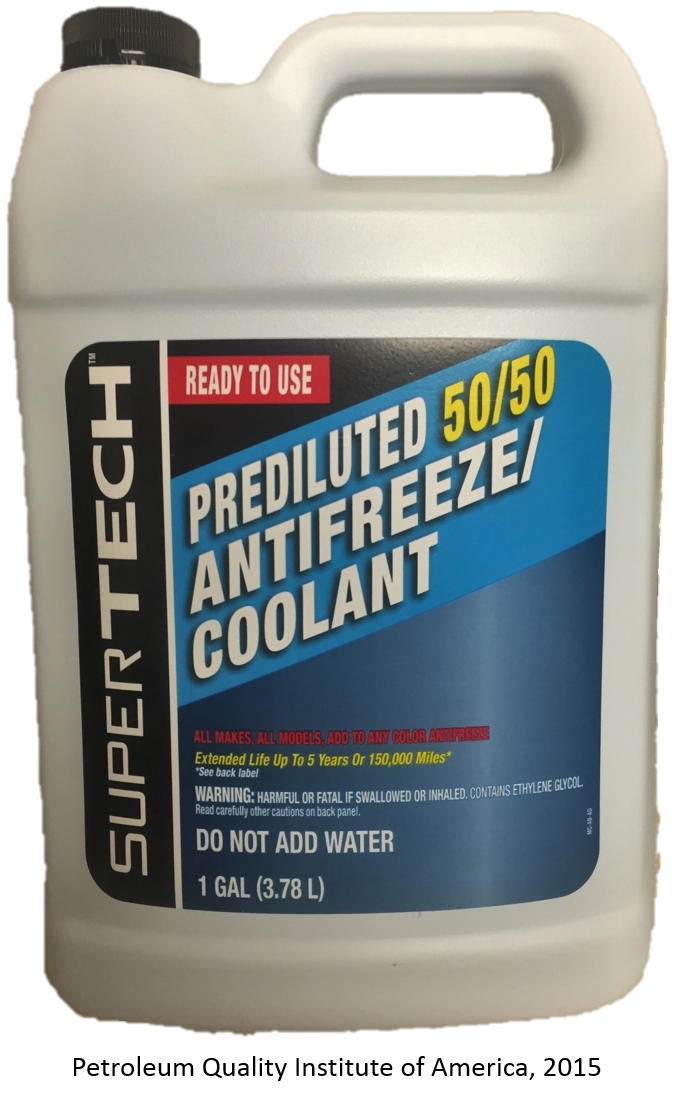 SUPERTECH™
READY TO USE
PREDILUTED 50/50
ANTIFREEZE/
COOLANT
ALL MAKES. ALL MODELS. ADD TO ANY COLOR ANTIFREEZE
Extended Life Up To 5 Years Or 150,000 Miles*
*See back label
WARNING: HARMFUL OR FATAL IF SWALLOWED OR INHALED. CONTAINS ETHYLENE GLYCOL.
Read carefully other cautions on back panel.
DO NOT ADD WATER
1 GAL (3.78 L)
Petroleum Quality Institute of America, 2015